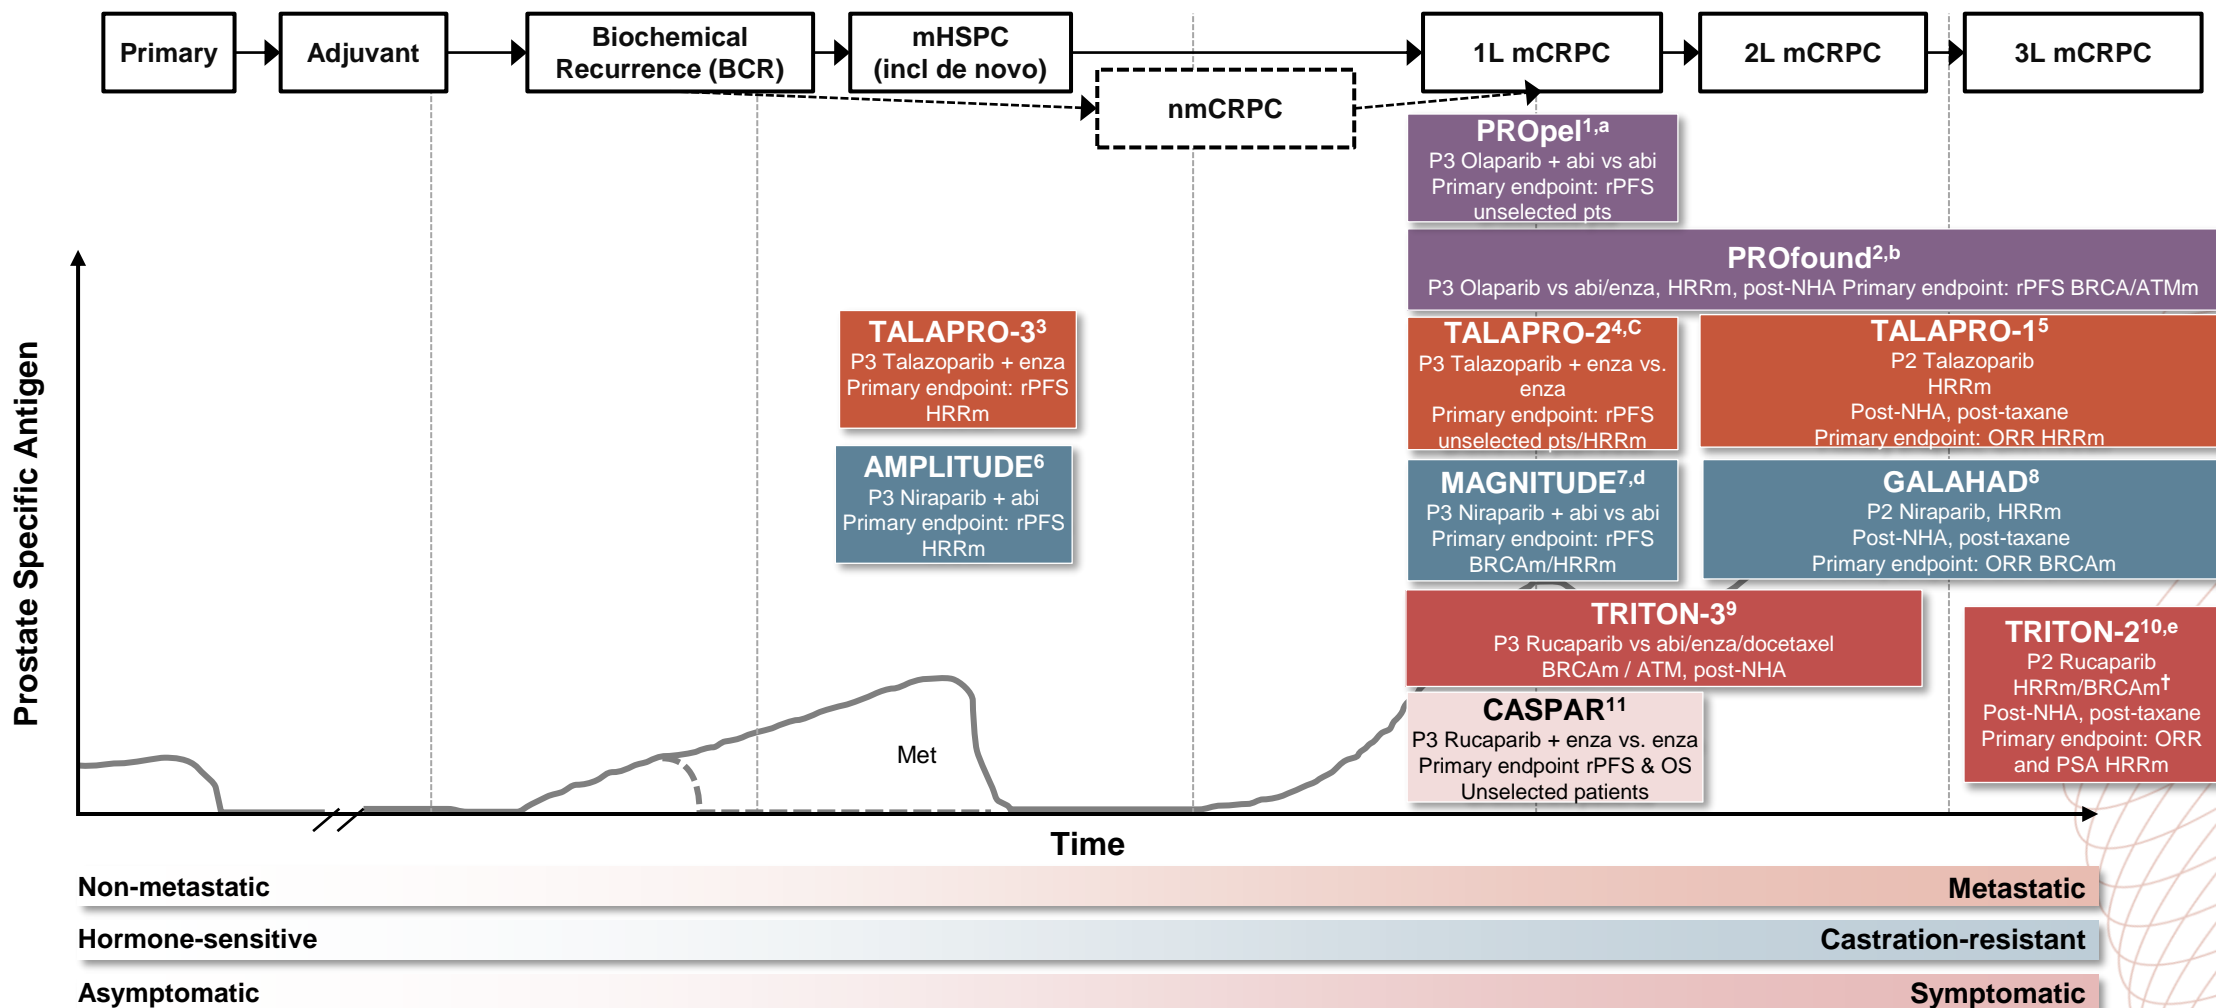 Primary
Adjuvant
Biochemical
Recurrence (BCR)
mHSPC
(incl de novo)
nmCRPC
1L mCRPC
2L mCRPC
3L mCRPC
PROpel1,a
P3 Olaparib + abi vs abi
Primary endpoint: rPFS
unselected pts
PROfound2,b
P3 Olaparib vs abi/enza, HRRm, post-NHA Primary endpoint: rPFS BRCA/ATMm
TALAPRO-33
P3 Talazoparib + enza
Primary endpoint: rPFS
HRRm
TALAPRO-24,C
P3 Talazoparib + enza vs.
enza
Primary endpoint: rPFS
unselected pts/HRRm
TALAPRO-15
P2 Talazoparib
HRRm
Post-NHA, post-taxane
Primary endpoint: ORR HRRm
AMPLITUDE6
P3 Niraparib + abi
Primary endpoint: rPFS
HRRm
MAGNITUDE7,d
P3 Niraparib + abi vs abi
Primary endpoint: rPFS
BRCAm/HRRm
GALAHAD8
P2 Niraparib, HRRm
Post-NHA, post-taxane
Primary endpoint: ORR BRCAm
TRITON-39
P3 Rucaparib vs abi/enza/docetaxel
BRCAm / ATM, post-NHA
TRITON-210,e
P2 Rucaparib
HRRm/BRCAm†
Post-NHA, post-taxane
Primary endpoint: ORR
and PSA HRRm
CASPAR11
P3 Rucaparib + enza vs. enza
Primary endpoint rPFS & OS
Unselected patients
Prostate Specific Antigen
Met
Time
Non-metastatic
Metastatic
Hormone-sensitive
Castration-resistant
Asymptomatic
Symptomatic